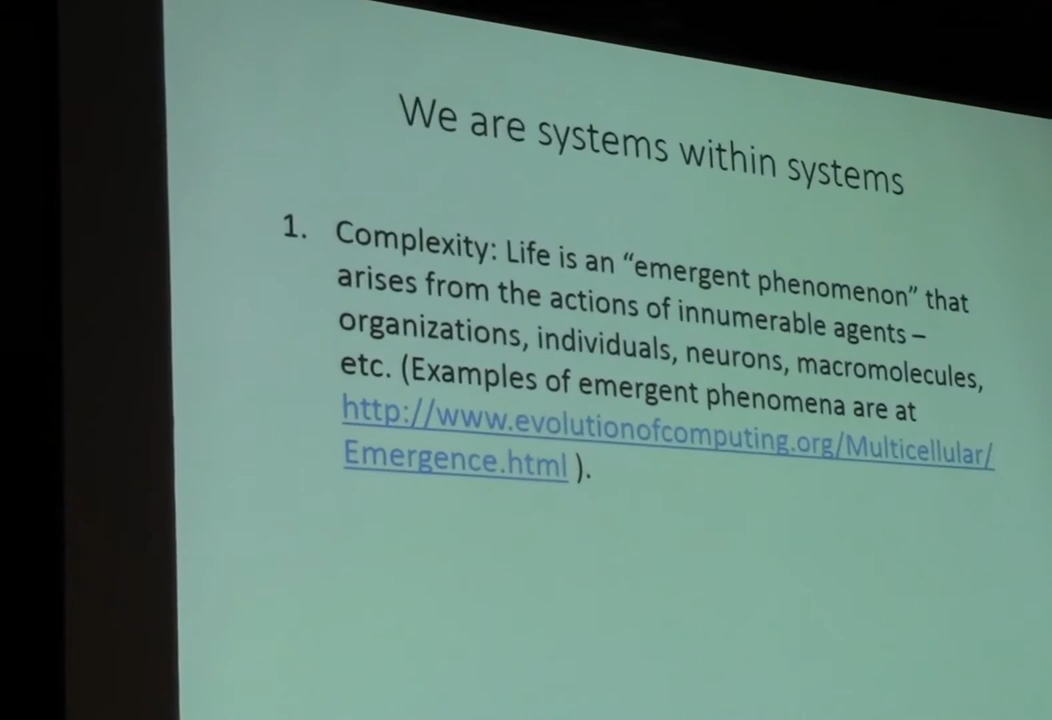 We are systems within systems
1. Complexity: Life is an “emergent phenomenon” that
arises from the actions of innumerable agents –
organizations, individuals, neurons, macromolecules,
etc. (Examples of emergent phenomena are at
http://www.evolutionofcomputing.org/Multicellular/
Emergence.html ).